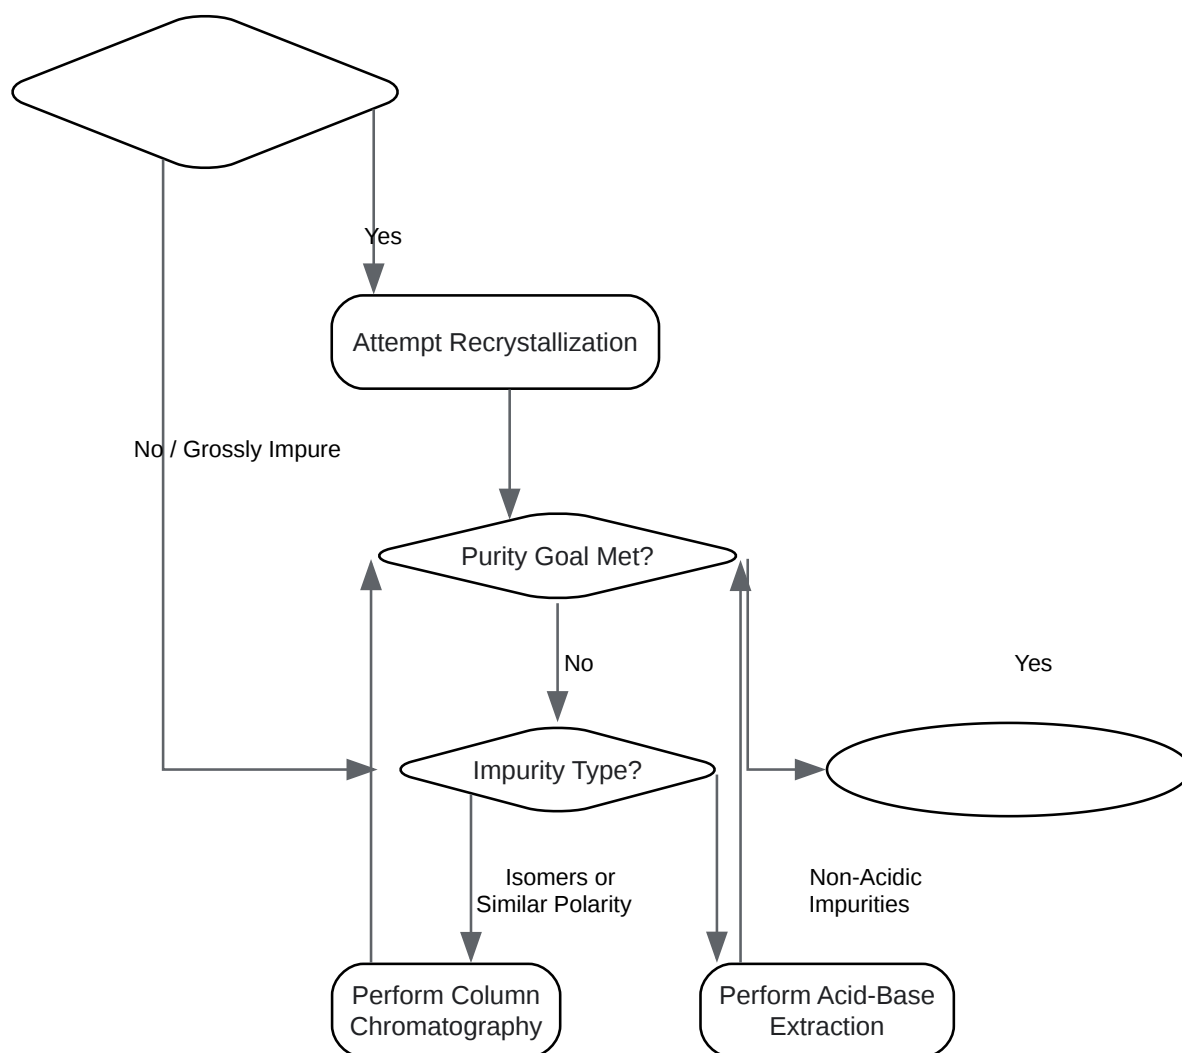 Yes
Attempt Recrystallization
No / Grossly Impure
Purity Goal Met?
No
Yes
Impurity Type?
Isomers or
Similar Polarity
Non-Acidic
Impurities
Perform Column
Chromatography
Perform Acid-Base
Extraction